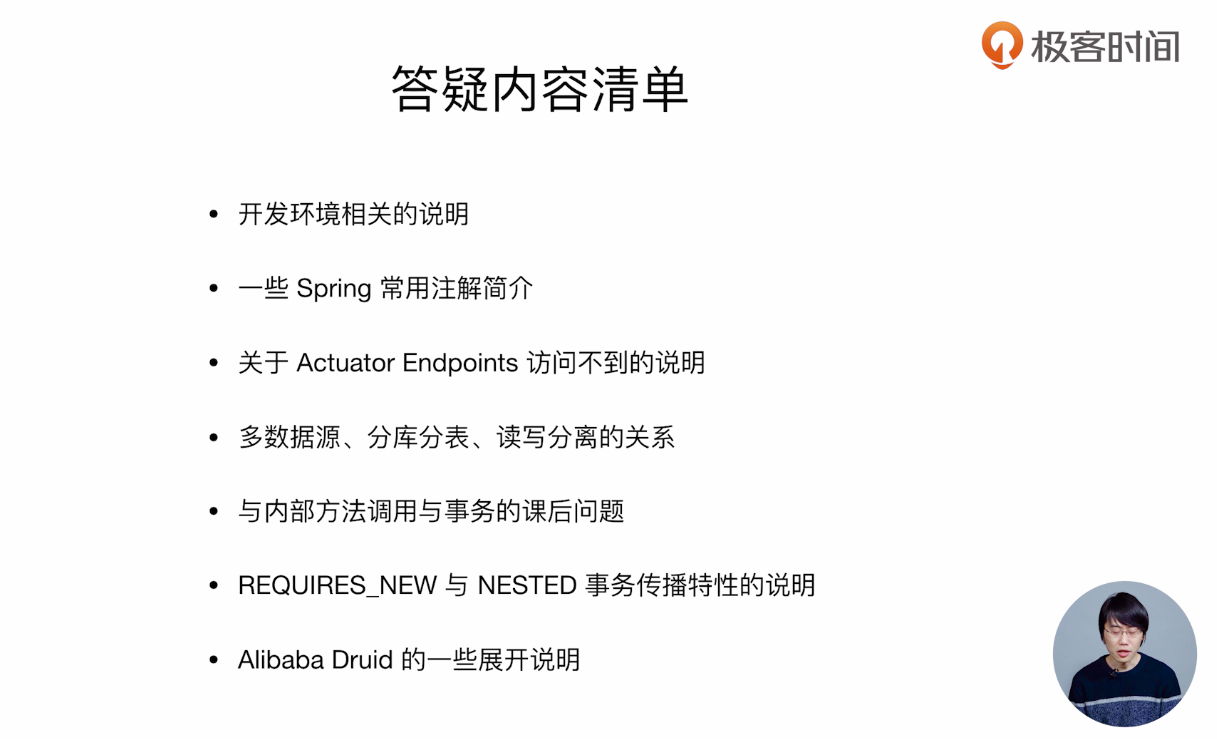 极客时间
答疑内容清单
• 开发环境相关的说明
• 一些 Spring 常用注解简介
• 关于 Actuator Endpoints 访问不到的说明
• 多数据源、分库分表、读写分离的关系
• 与内部方法调用与事务的课后问题
• REQUIRES_NEW 与 NESTED 事务传播特性的说明
• Alibaba Druid 的一些展开说明